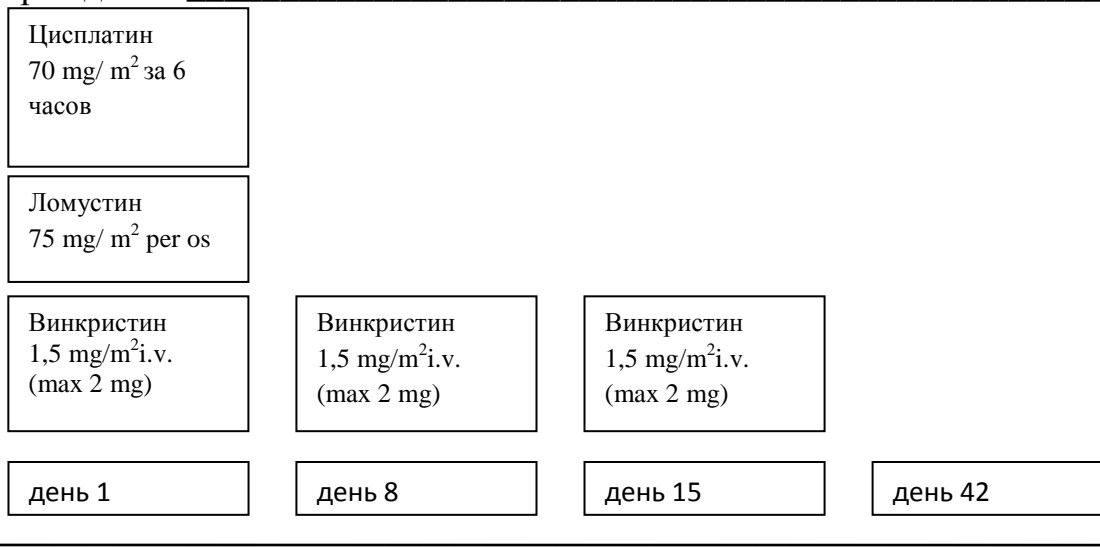 Цисплатин
70 mg/ m² за 6
часов
Ломустин
75 mg/ m² per os
Винкристин
1,5 mg/m²i.v.
(max 2 mg)
Винкристин
1,5 mg/m²i.v.
(max 2 mg)
Винкристин
1,5 mg/m²i.v.
(max 2 mg)
день 1
день 8
день 15
день 42